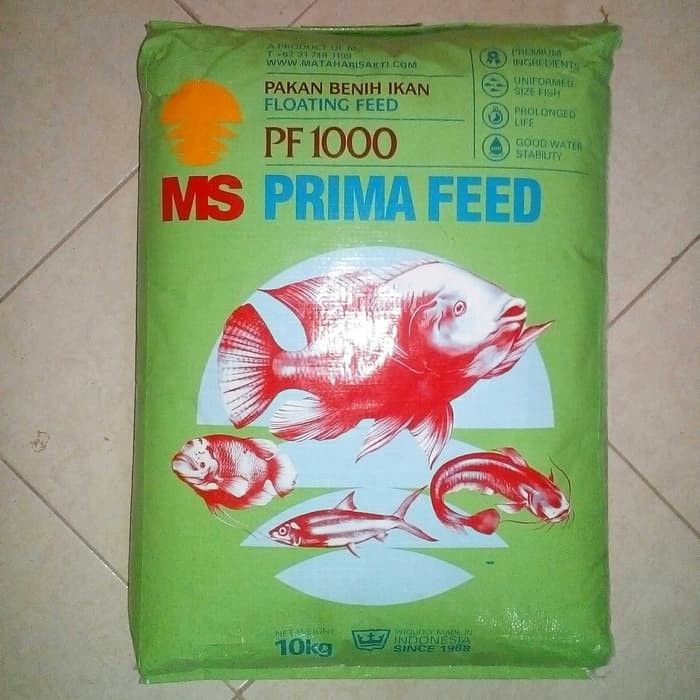 A PRODUCT OF MS
WWW.MATAHARISAKTI.COM
PAKAN BENIH IKAN
FLOATING FEED
PF 1000
MS PRIMA FEED
PREMIUM
INGREDIENTS
UNIFORMED
SIZE FISH
PROLONGED
LIFE
GOOD WATER
STABILITY
NET WEIGHT
10kg
PROUDLY MADE IN
INDONESIA
SINCE 1988